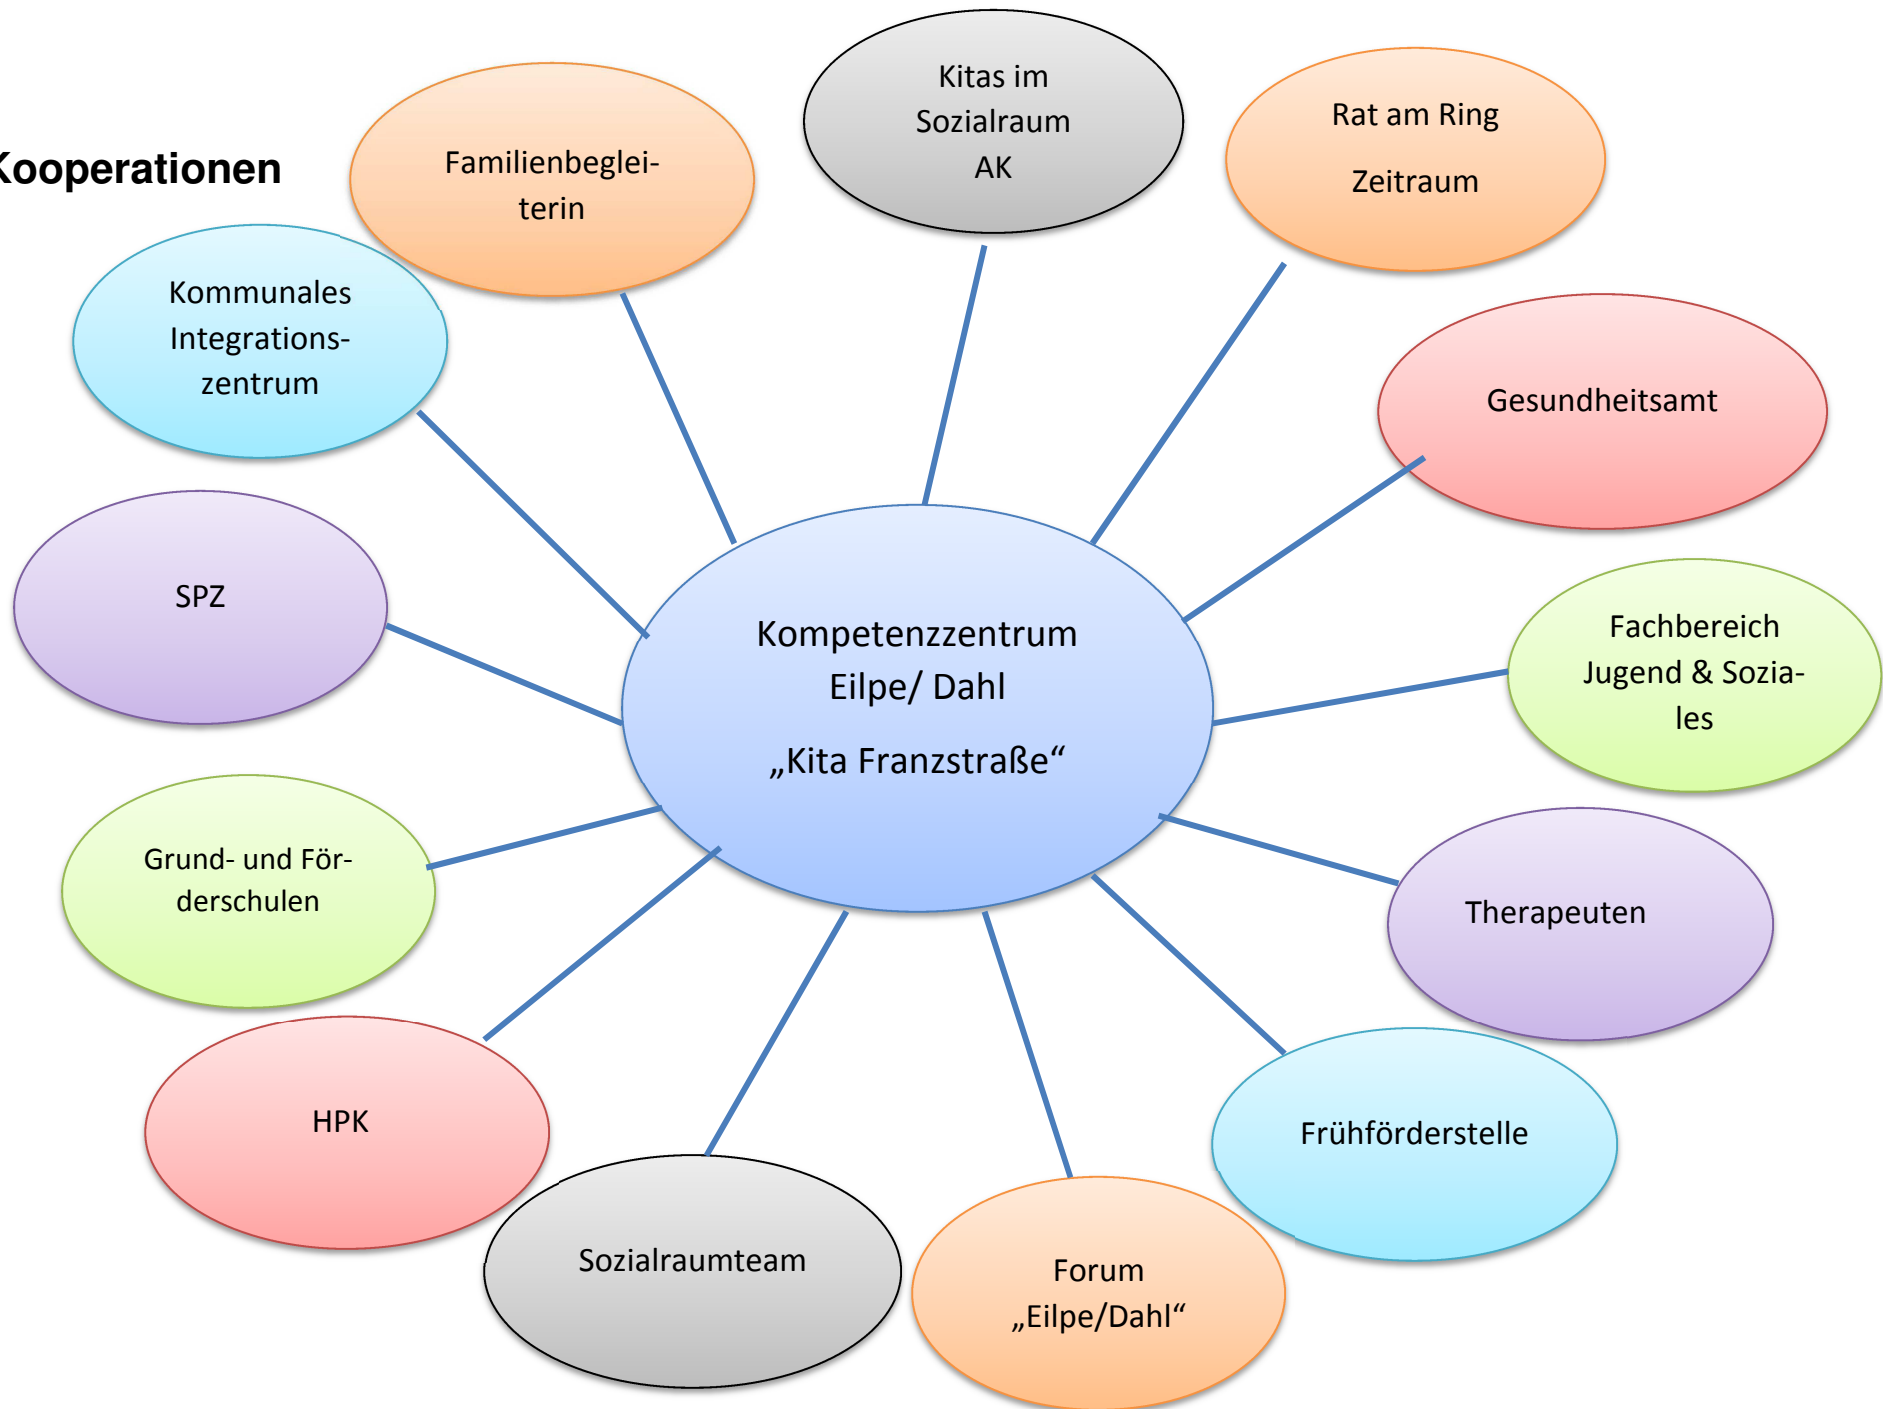 Kooperationen
Familienbeglei-
terin
Kitas im
Sozialraum
AK
Rat am Ring
Zeitraum
Kommunales
Integrations-
zentrum
Gesundheitsamt
SPZ
Kompetenzzentrum
Eilpe/ Dahl
„Kita Franzstraße“
Fachbereich
Jugend & Sozia-
les
Grund- und För-
derschulen
Therapeuten
HPK
Frühförderstelle
Sozialraumteam
Forum
„Eilpe/Dahl“